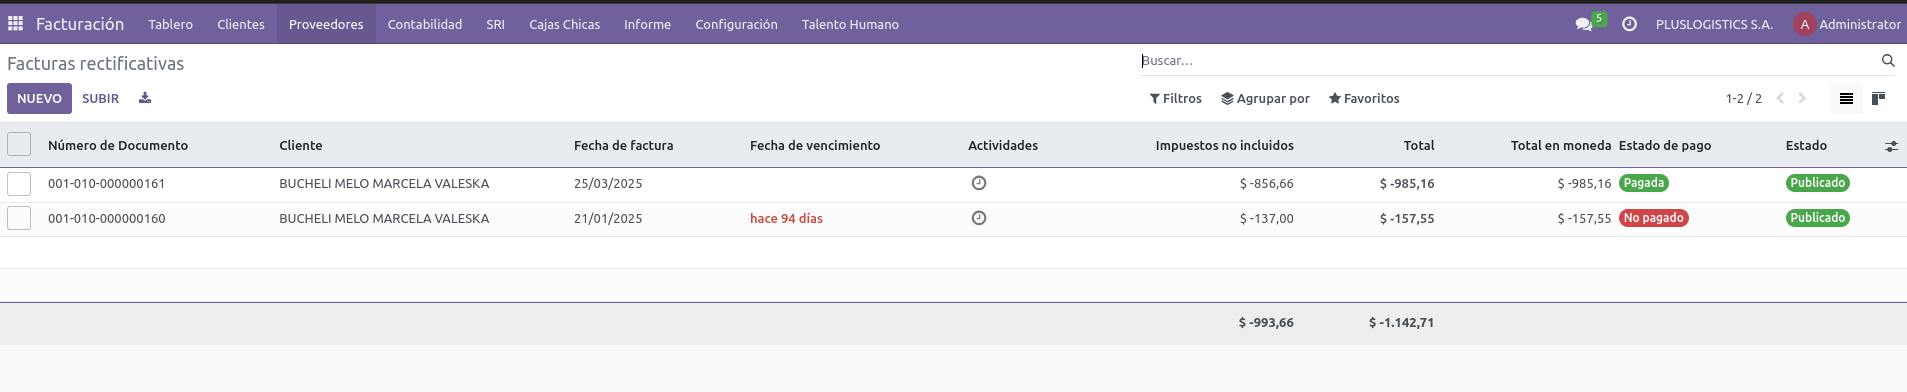 Facturación Tablero Clientes Proveedores Contabilidad SRI Cajas Chicas Informe Configuración Talento Humano 5 PLUSLOGISTICS S.A. A Administrator
Facturas rectificativas Buscar...
NUEVO SUBIR Filtros Agrupar por Favoritos 1-2 / 2
Número de Documento Cliente Fecha de factura Fecha de vencimiento Actividades Impuestos no incluidos Total Total en moneda Estado de pago Estado
001-010-000000161 BUCHELI MELO MARCELA VALESKA 25/03/2025 $ -856,66 $ -985,16 $ -985,16 Pagada Publicado
001-010-000000160 BUCHELI MELO MARCELA VALESKA 21/01/2025 hace 94 días $ -137,00 $ -157,55 $ -157,55 No pagado Publicado
$ -993,66 $ -1.142,71